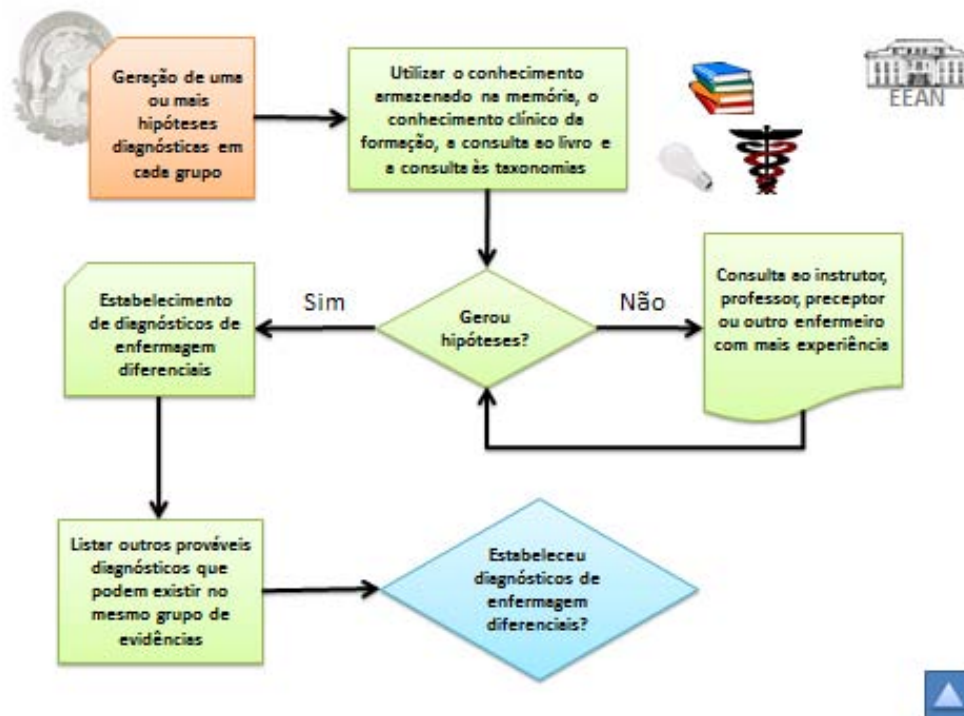 Geração de uma
ou mais
hipóteses
diagnósticas em
cada grupo
Utilizar o conhecimento
armazenado na memória, o
conhecimento clínico da
formação, a consulta ao livro e
a consulta às taxonomias
EEAN
Estabelecimento
de diagnósticos de
enfermagem
diferenciais
Sim
Gerou
hipóteses?
Não
Consulta ao instrutor,
professor, preceptor
ou outro enfermeiro
com mais experiência
Listar outros prováveis
diagnósticos que
podem existir no
mesmo grupo de
evidências
Estabeleceu
diagnósticos de
enfermagem
diferenciais?